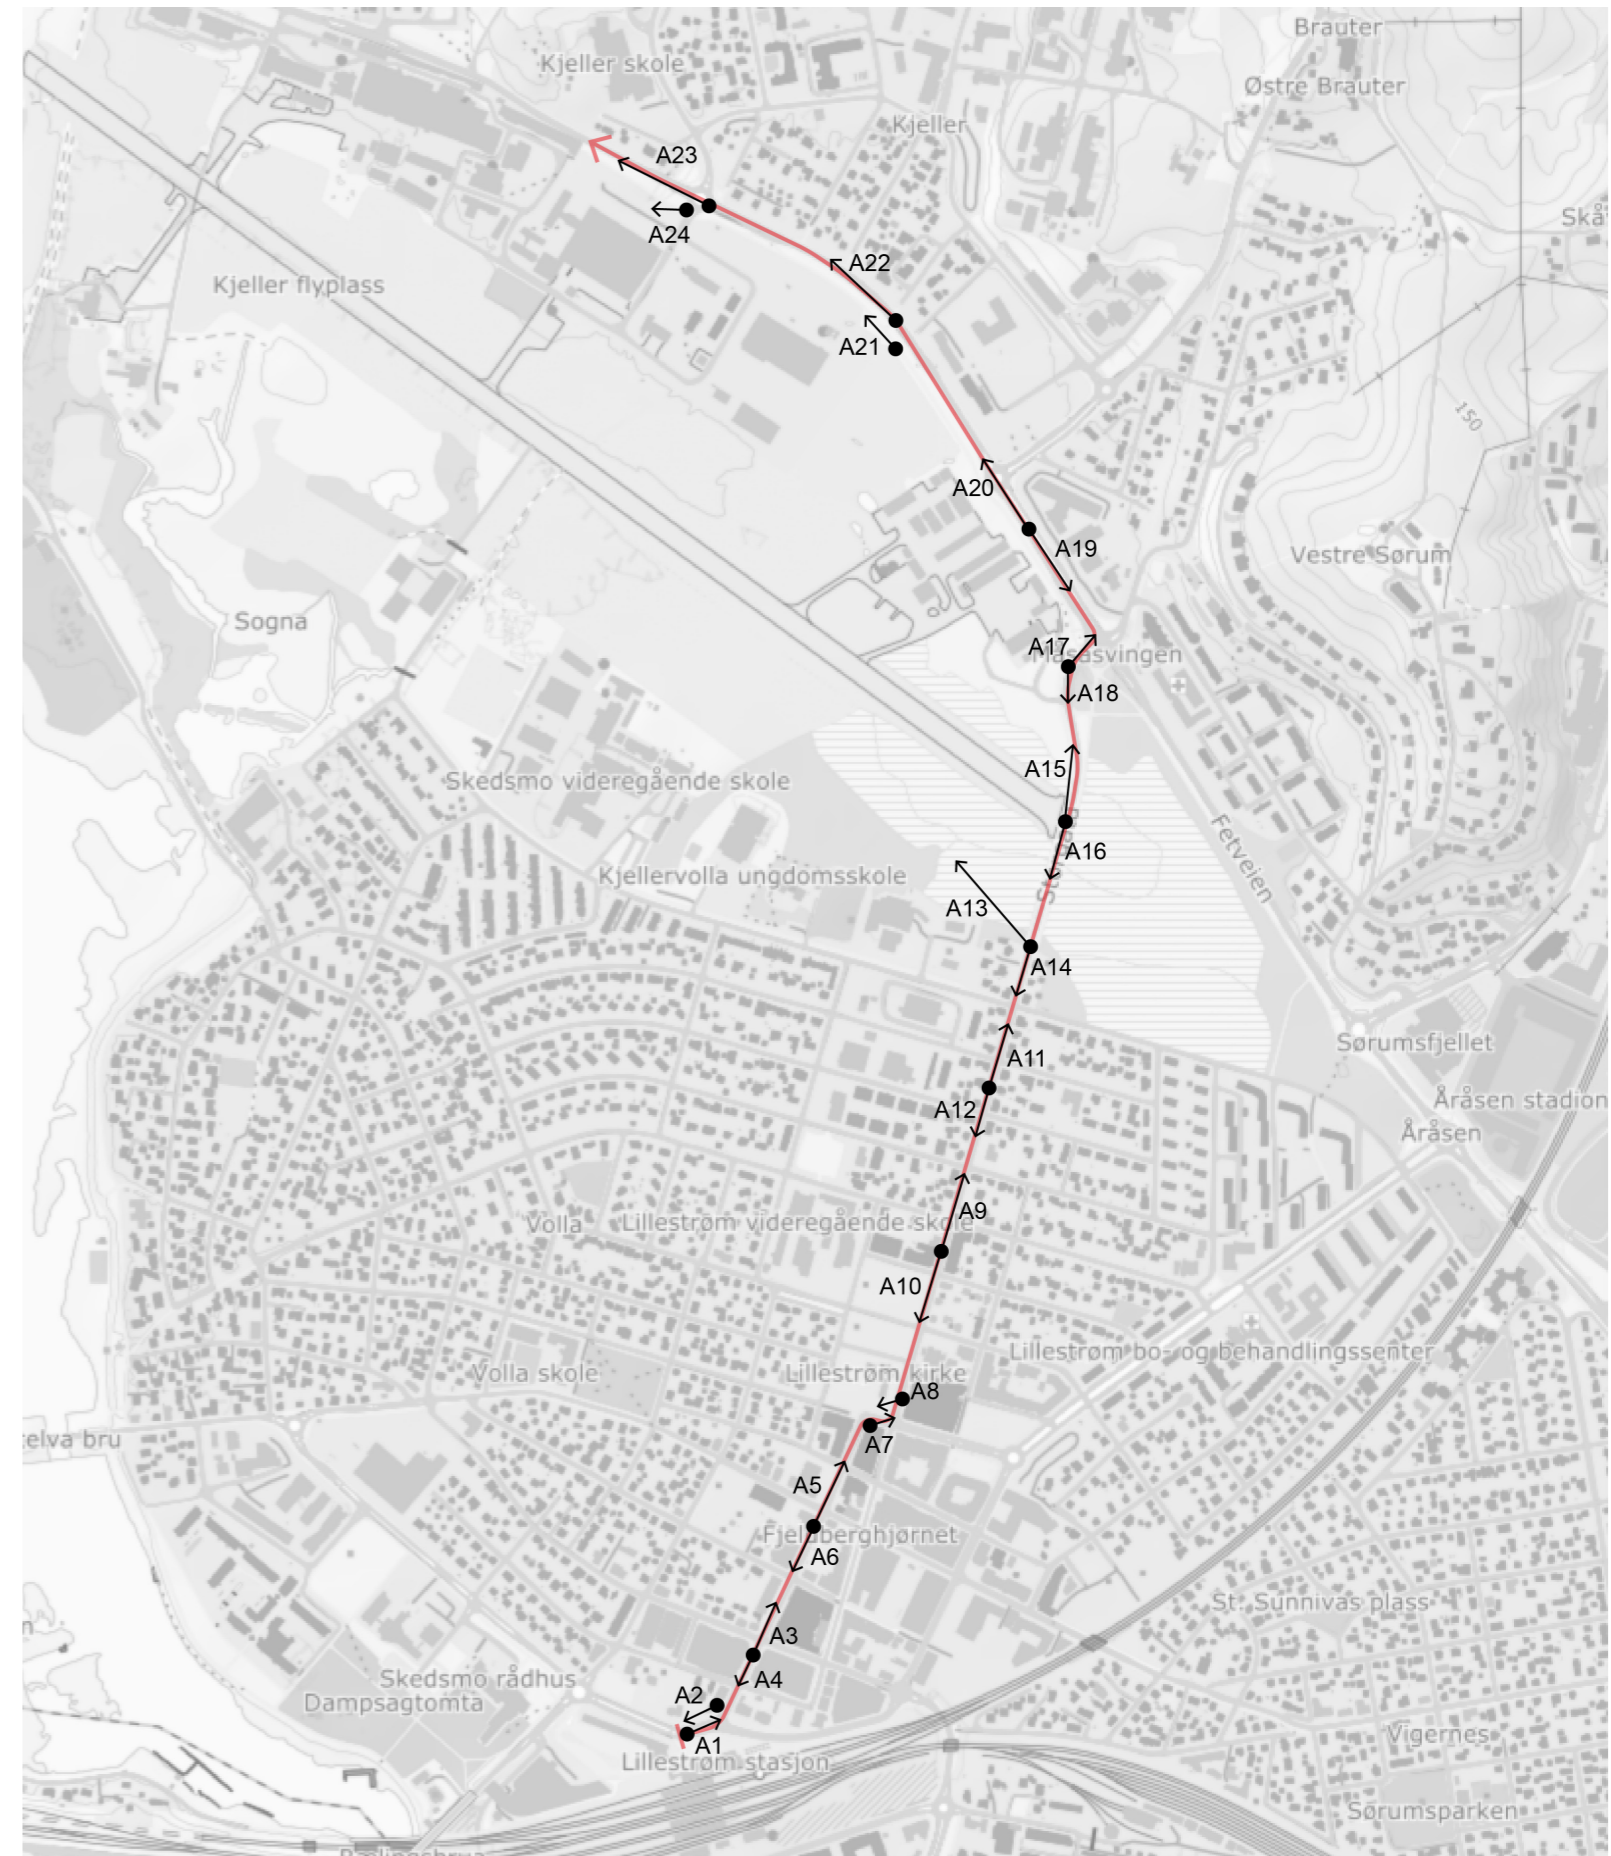 Brauter
Kjeller skole
Østre Brauter
Kjeller
A23
A24
A22
Kjeller flyplass
A21
150
A20
A19
Vestre Sørum
Sogna
A17
A18
A15
Skedsmo videregående skole
A16
Fetveien
Kjellervolla ungdomsskole
A13
A14
Sørumsfjellet
A11
Åråsen stadion
A12
Åråsen
A9
Volla
Lillestrøm videregående skole
A10
Lillestrøm bo- og behandlingssenter
Volla skole
Lillestrøm kirke
A8
elva bru
A7
A5
Fjeldberghjørnet
A6
St. Sunnivas plass
A3
Skedsmo rådhus
A4
Dampsagtomta
A2
A1
Lillestrøm stasjon
Vigernes
Sørumsparken